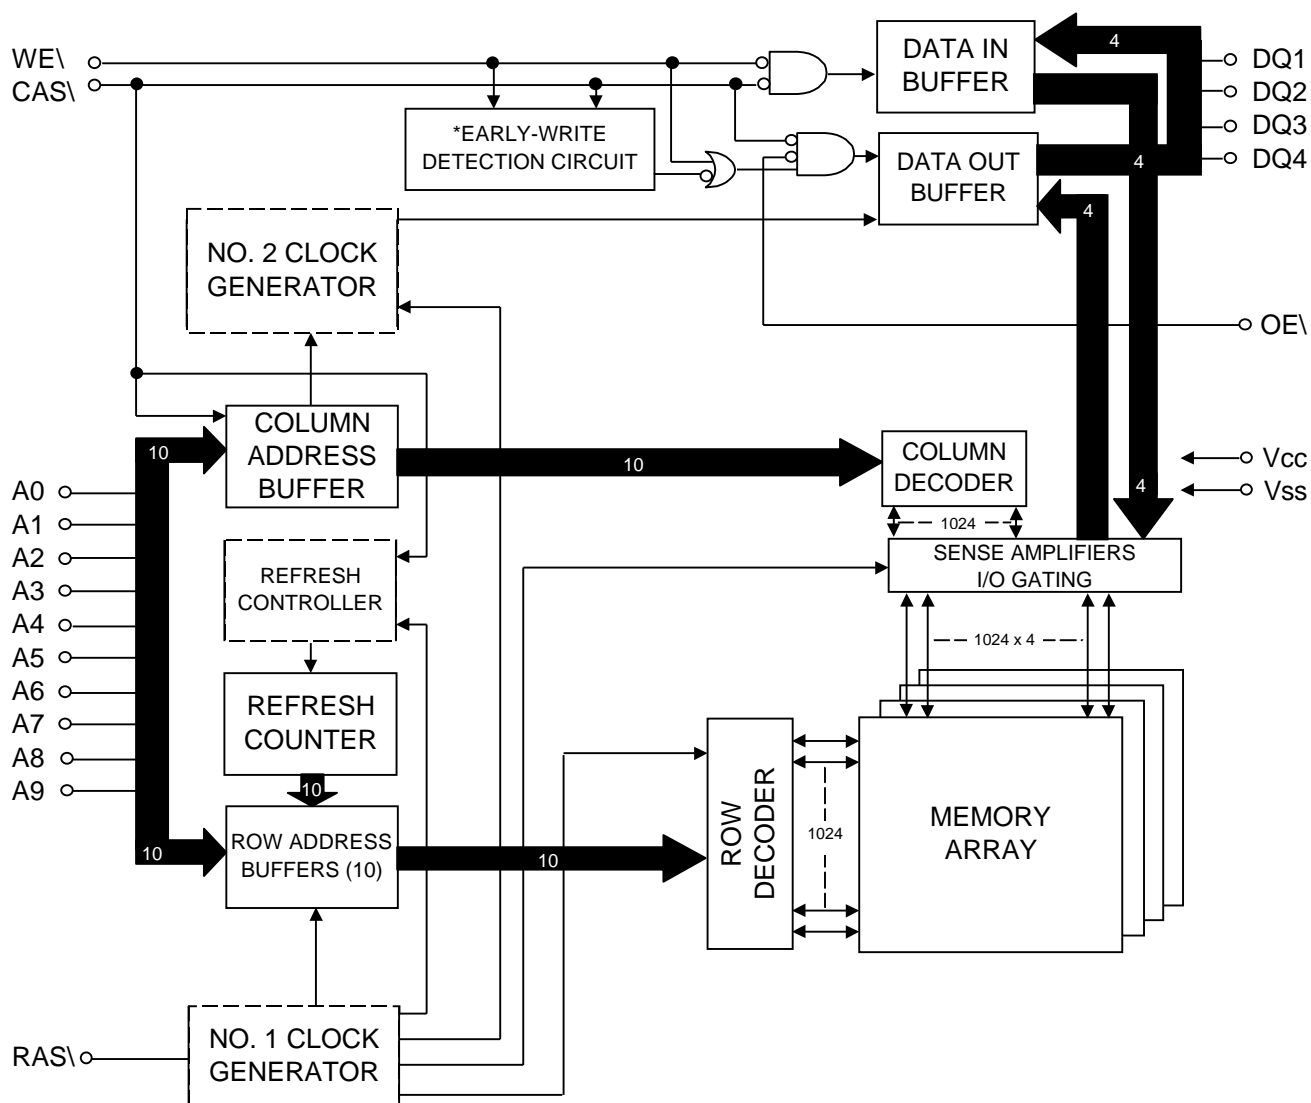 WE\
CAS\
DATA IN
BUFFER
4
DQ1
DQ2
DQ3
DQ4
*EARLY-WRITE
DETECTION CIRCUIT
DATA OUT
BUFFER
4
4
NO. 2 CLOCK
GENERATOR
OE\
COLUMN
ADDRESS
BUFFER
10
10
COLUMN
DECODER
4
Vcc
Vss
A0
A1
A2
A3
A4
A5
A6
A7
A8
A9
1024
SENSE AMPLIFIERS
I/O GATING
REFRESH
CONTROLLER
1024 x 4
REFRESH
COUNTER
10
ROW ADDRESS
BUFFERS (10)
10
10
ROW
DECODER
1024
MEMORY
ARRAY
RAS\
NO. 1 CLOCK
GENERATOR